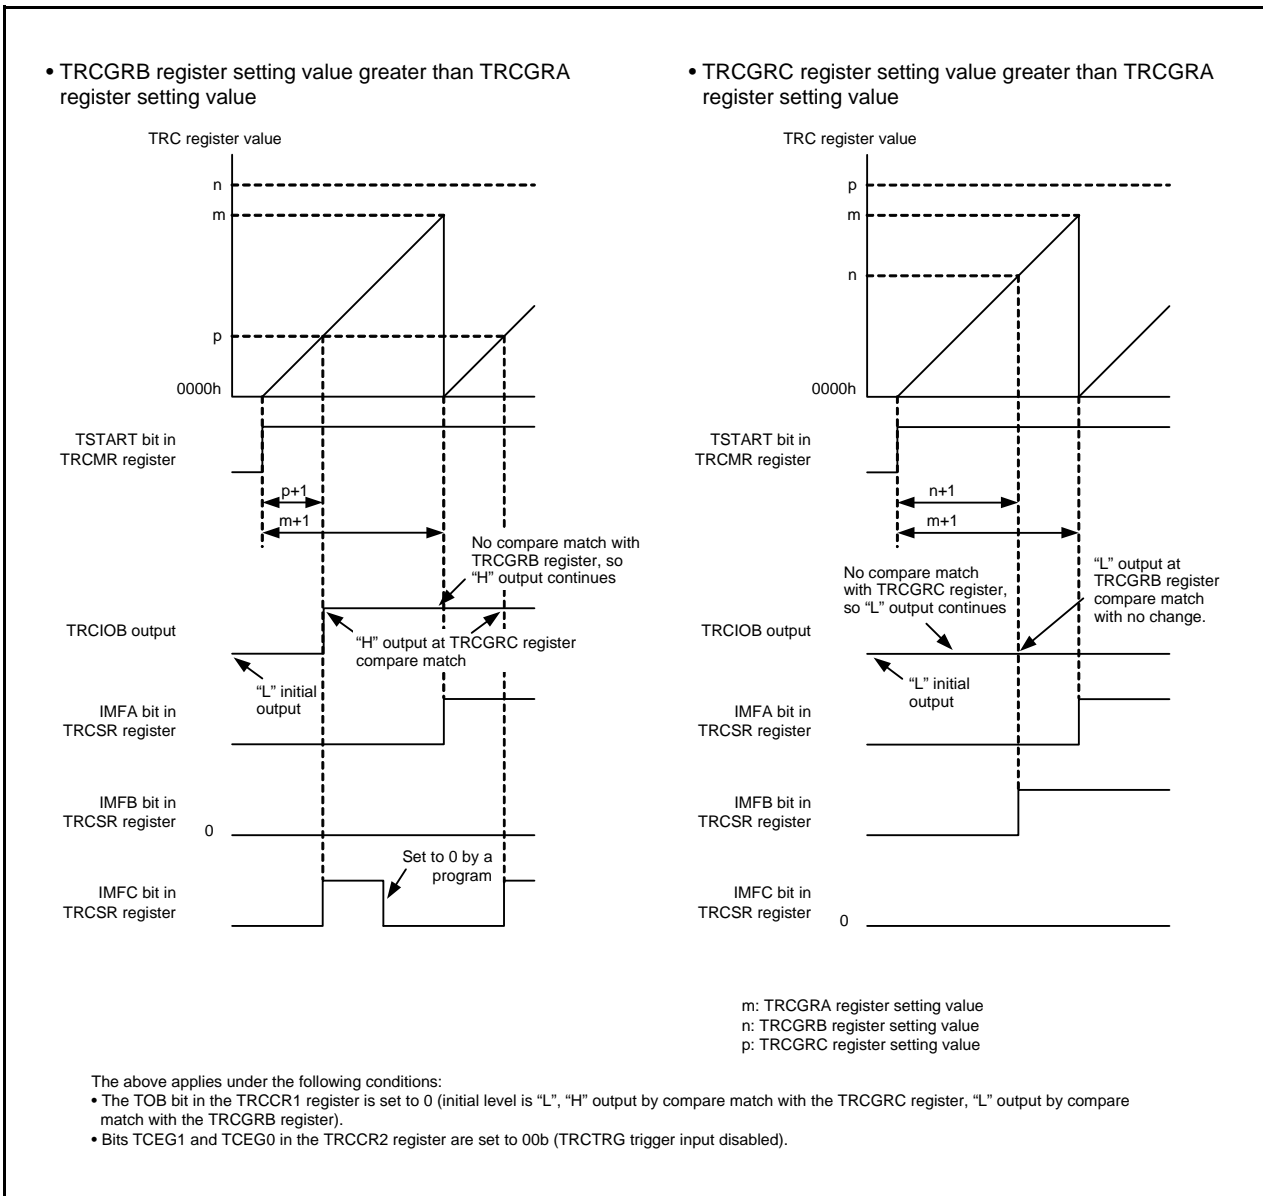 • TRCGRB register setting value greater than TRCGRA
register setting value
TRC register value
n
m
p
0000h
TSTART bit in
TRCMR register
p+1
m+1
No compare match with
TRCGRB register, so
“H” output continues
TRCIOB output
“H” output at TRCGRC register
compare match
“L” initial
output
IMFA bit in
TRCSR register
IMFB bit in
TRCSR register
0
Set to 0 by a
program
IMFC bit in
TRCSR register
• TRCGRC register setting value greater than TRCGRA
register setting value
TRC register value
p
m
n
0000h
TSTART bit in
TRCMR register
n+1
m+1
No compare match
with TRCGRC register,
so “L” output continues
“L” output at
TRCGRB register
compare match
with no change.
TRCIOB output
“L” initial
output
IMFA bit in
TRCSR register
IMFB bit in
TRCSR register
IMFC bit in
TRCSR register
0
m: TRCGRA register setting value
n: TRCGRB register setting value
p: TRCGRC register setting value
The above applies under the following conditions:
• The TOB bit in the TRCCR1 register is set to 0 (initial level is “L”, “H” output by compare match with the TRCGRC register, “L” output by compare
match with the TRCGRB register).
• Bits TCEG1 and TCEG0 in the TRCCR2 register are set to 00b (TRCTRG trigger input disabled).